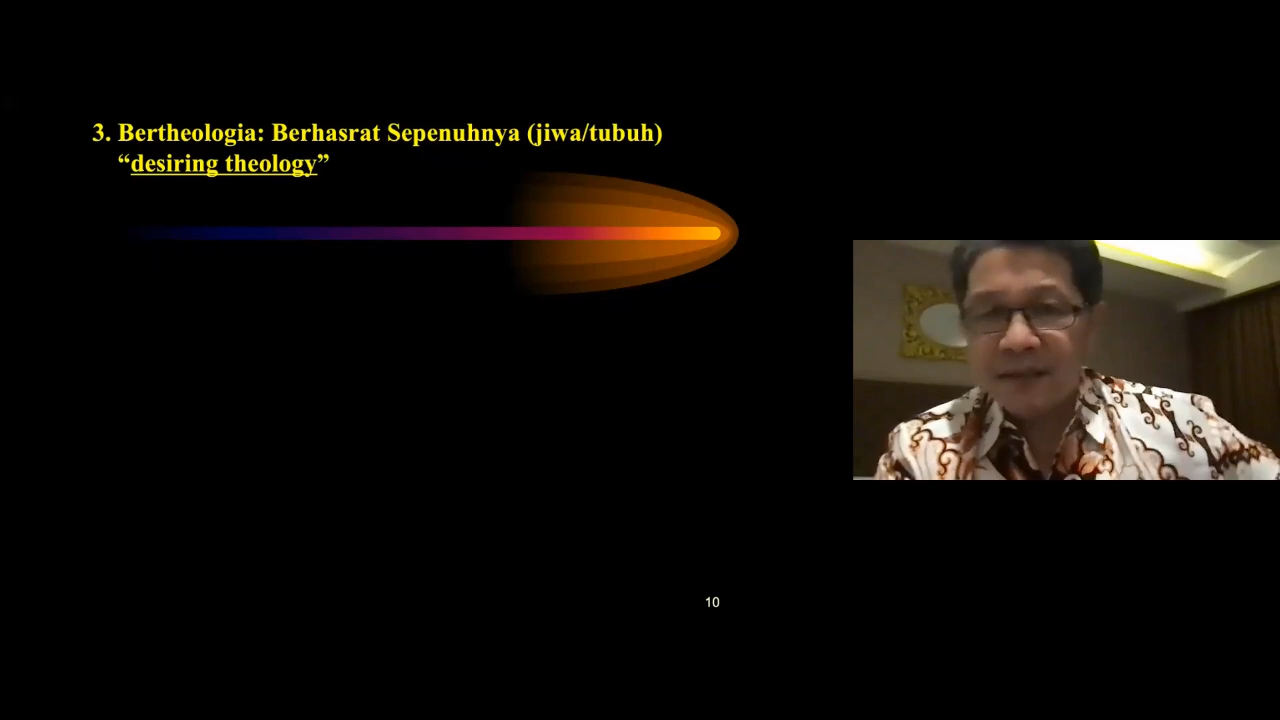 3. Bertheologia: Berhasrat Sepenuhnya (jiwa/tubuh)
“desiring theology”
10